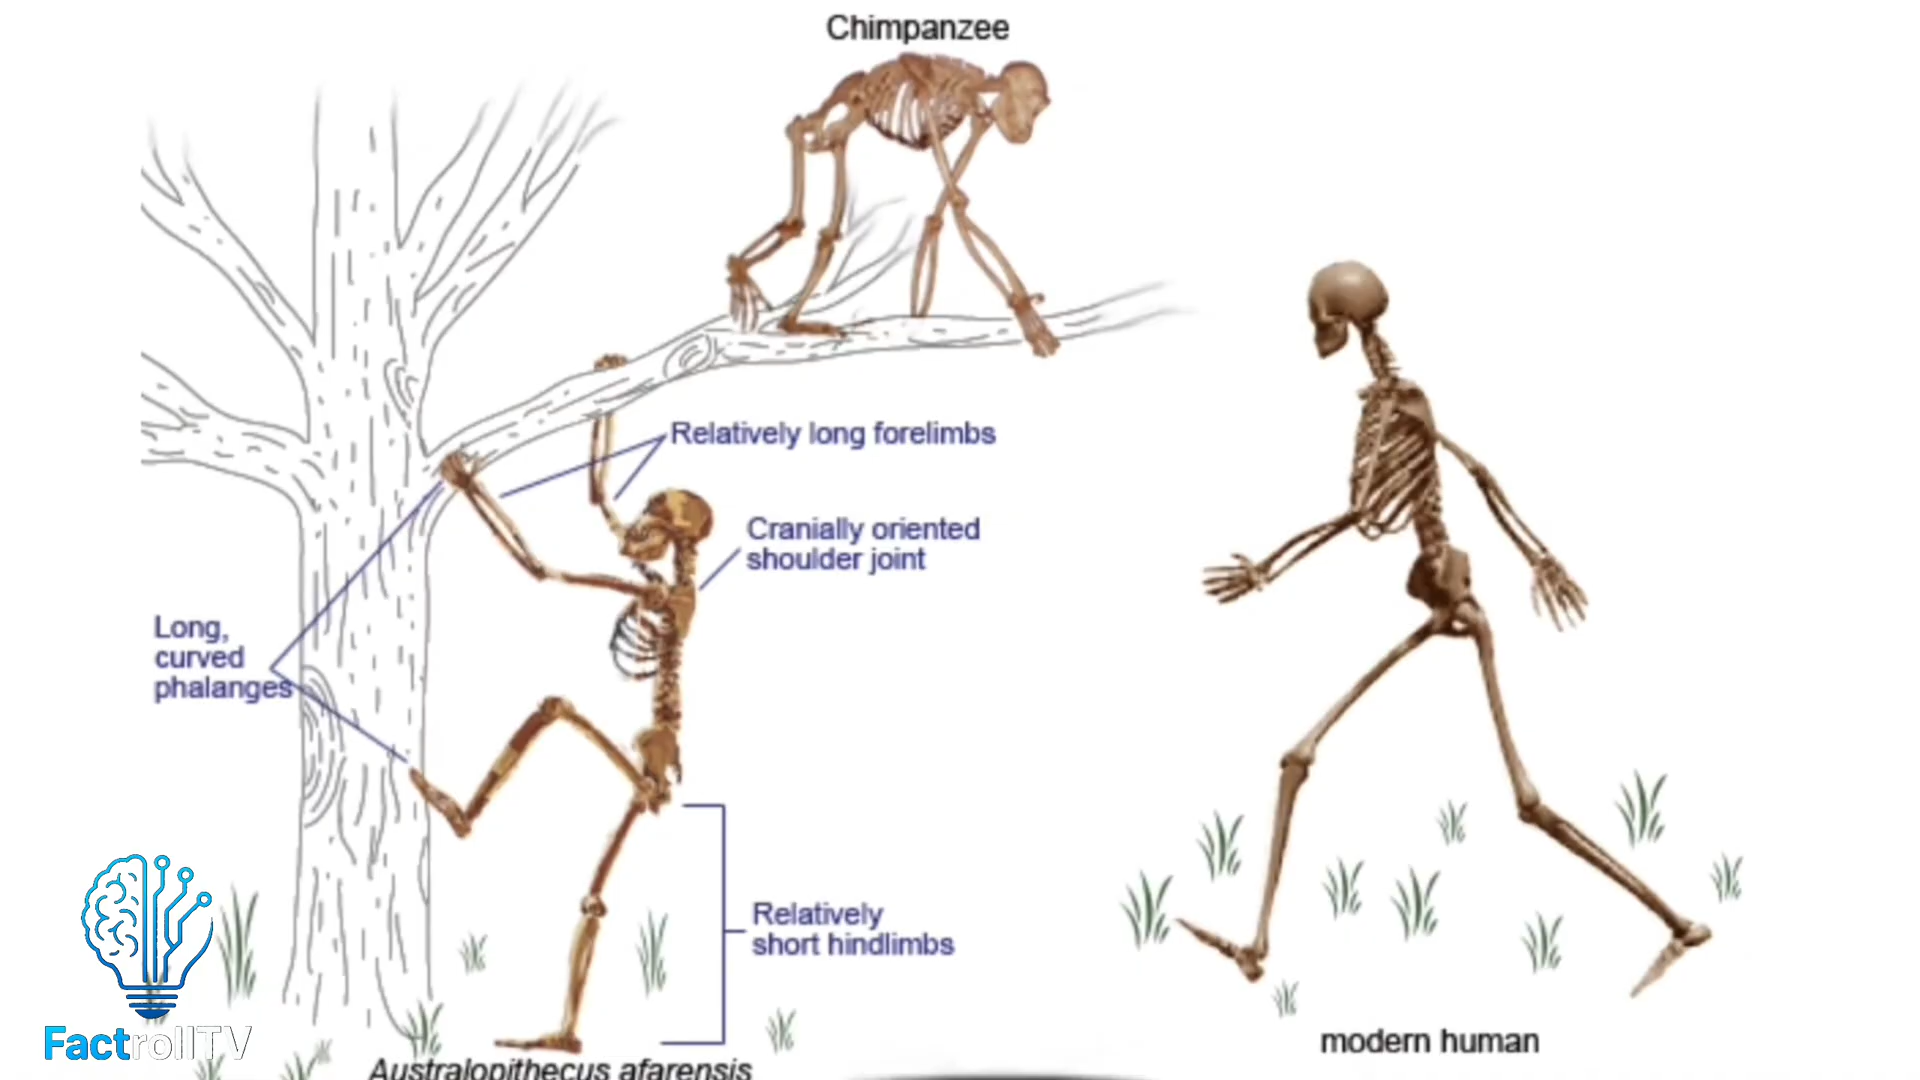 Chimpanzee
Relatively long forelimbs
Cranially oriented
shoulder joint
Long,
curved
phalanges
Relatively
short hindlimbs
FactrollTV
Australopithecus afarensis
modern human